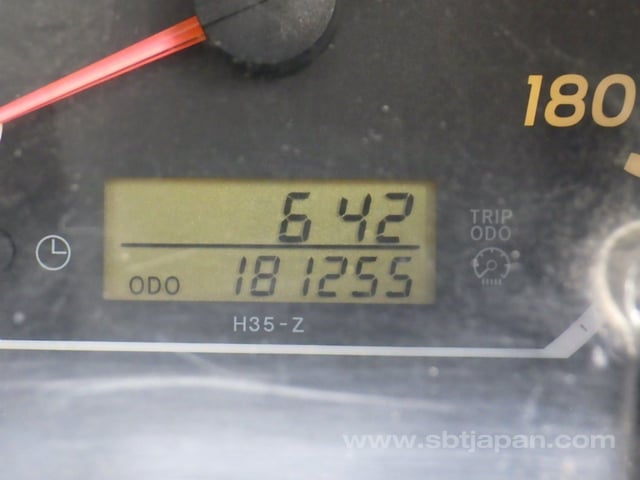 180
6 42
TRIP
ODO
ODO 181255
H35-Z
www.sbtjapan.com